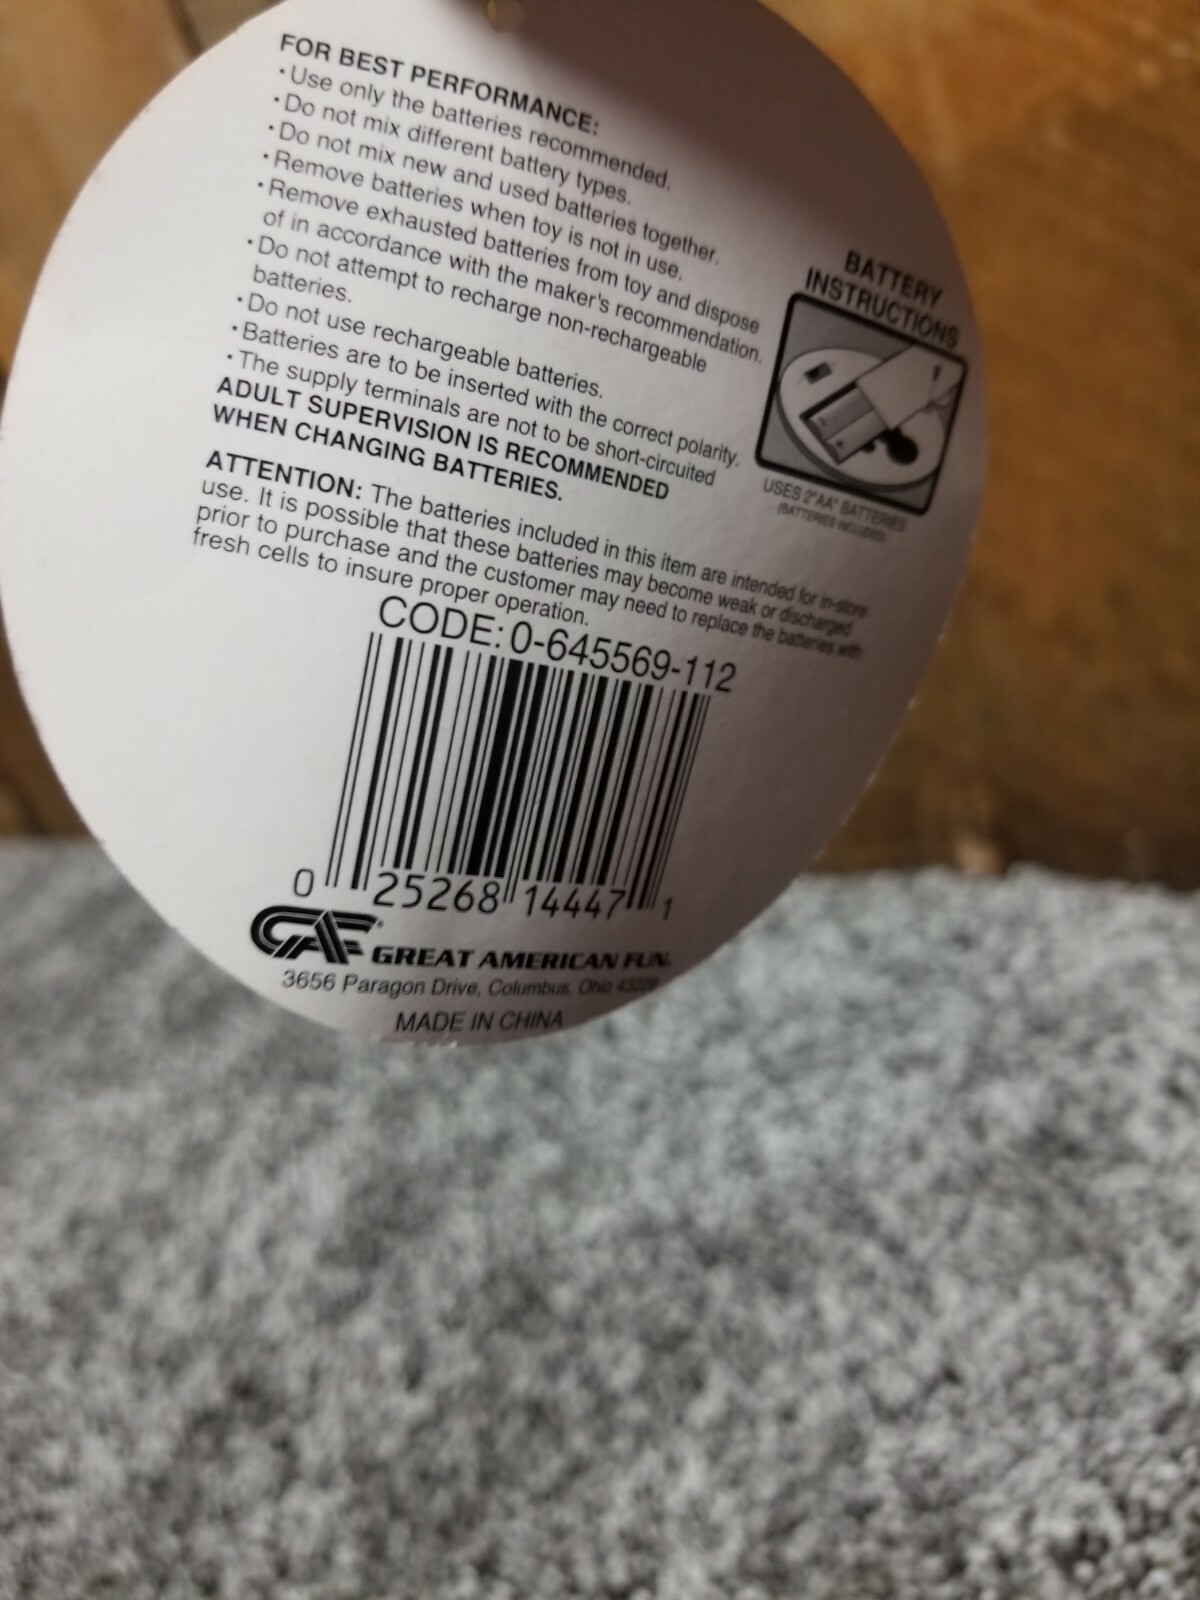 FOR BEST PERFORMANCE:
• Use only the batteries recommended.
• Do not mix different battery types.
• Do not mix new and used batteries together.
• Remove batteries when toy is not in use.
• Remove exhausted batteries from toy and dispose
of in accordance with the maker's recommendation.
• Do not attempt to recharge non-rechargeable
batteries.
• Do not use rechargeable batteries.
• Batteries are to be inserted with the correct polarity.
• The supply terminals are not to be short-circuited
ADULT SUPERVISION IS RECOMMENDED
WHEN CHANGING BATTERIES.
BATTERY
INSTRUCTIONS
USES 2"AA" BATTERIES
(BATTERIES INCLUDED)
ATTENTION: The batteries included in this item are intended for in-store
use. It is possible that these batteries may become weak or discharged
prior to purchase and the customer may need to replace the batteries with
fresh cells to insure proper operation.
CODE: 0-645569-112
0 25268 14447 1
GAF® GREAT AMERICAN FUN
3656 Paragon Drive, Columbus, Ohio
MADE IN CHINA